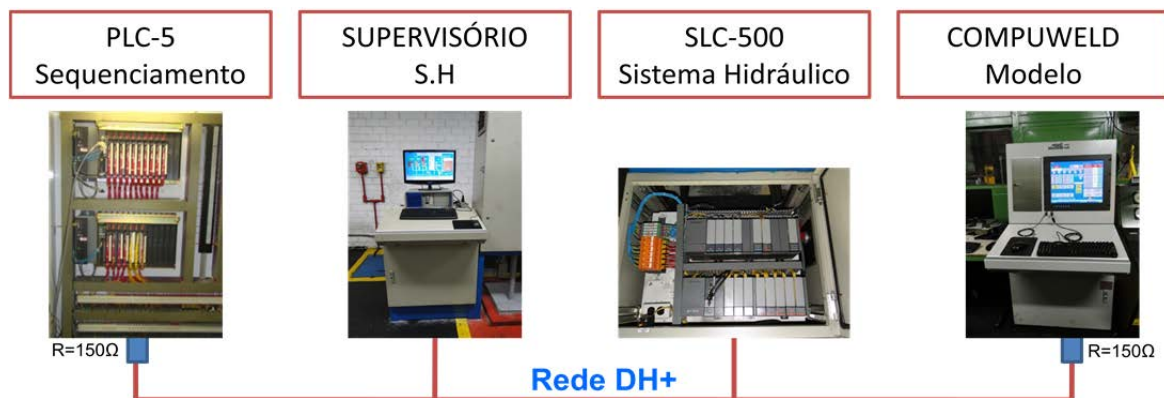 PLC-5
Sequenciamento
SUPERVISÓRIO
S.H
SLC-500
Sistema Hidráulico
COMPUWELD
Modelo
R=150Ω
R=150Ω
Rede DH+